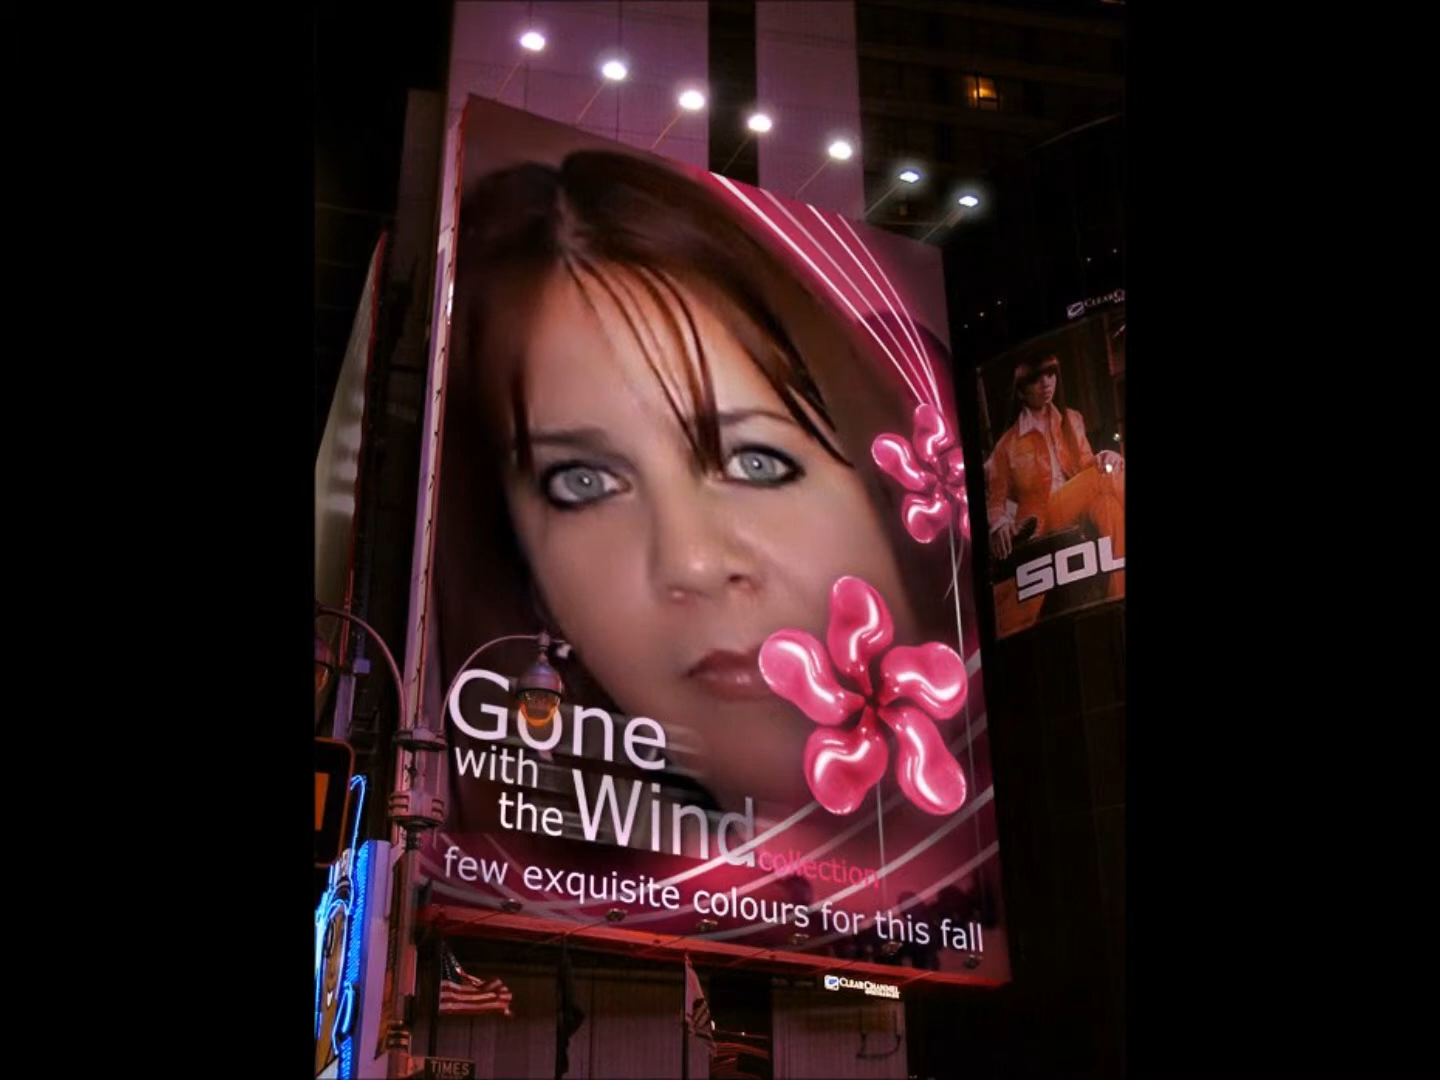 Gone
with
the Wind collection
few exquisite colours for this fall
CLEAR CHANNEL
SOL
TIMES